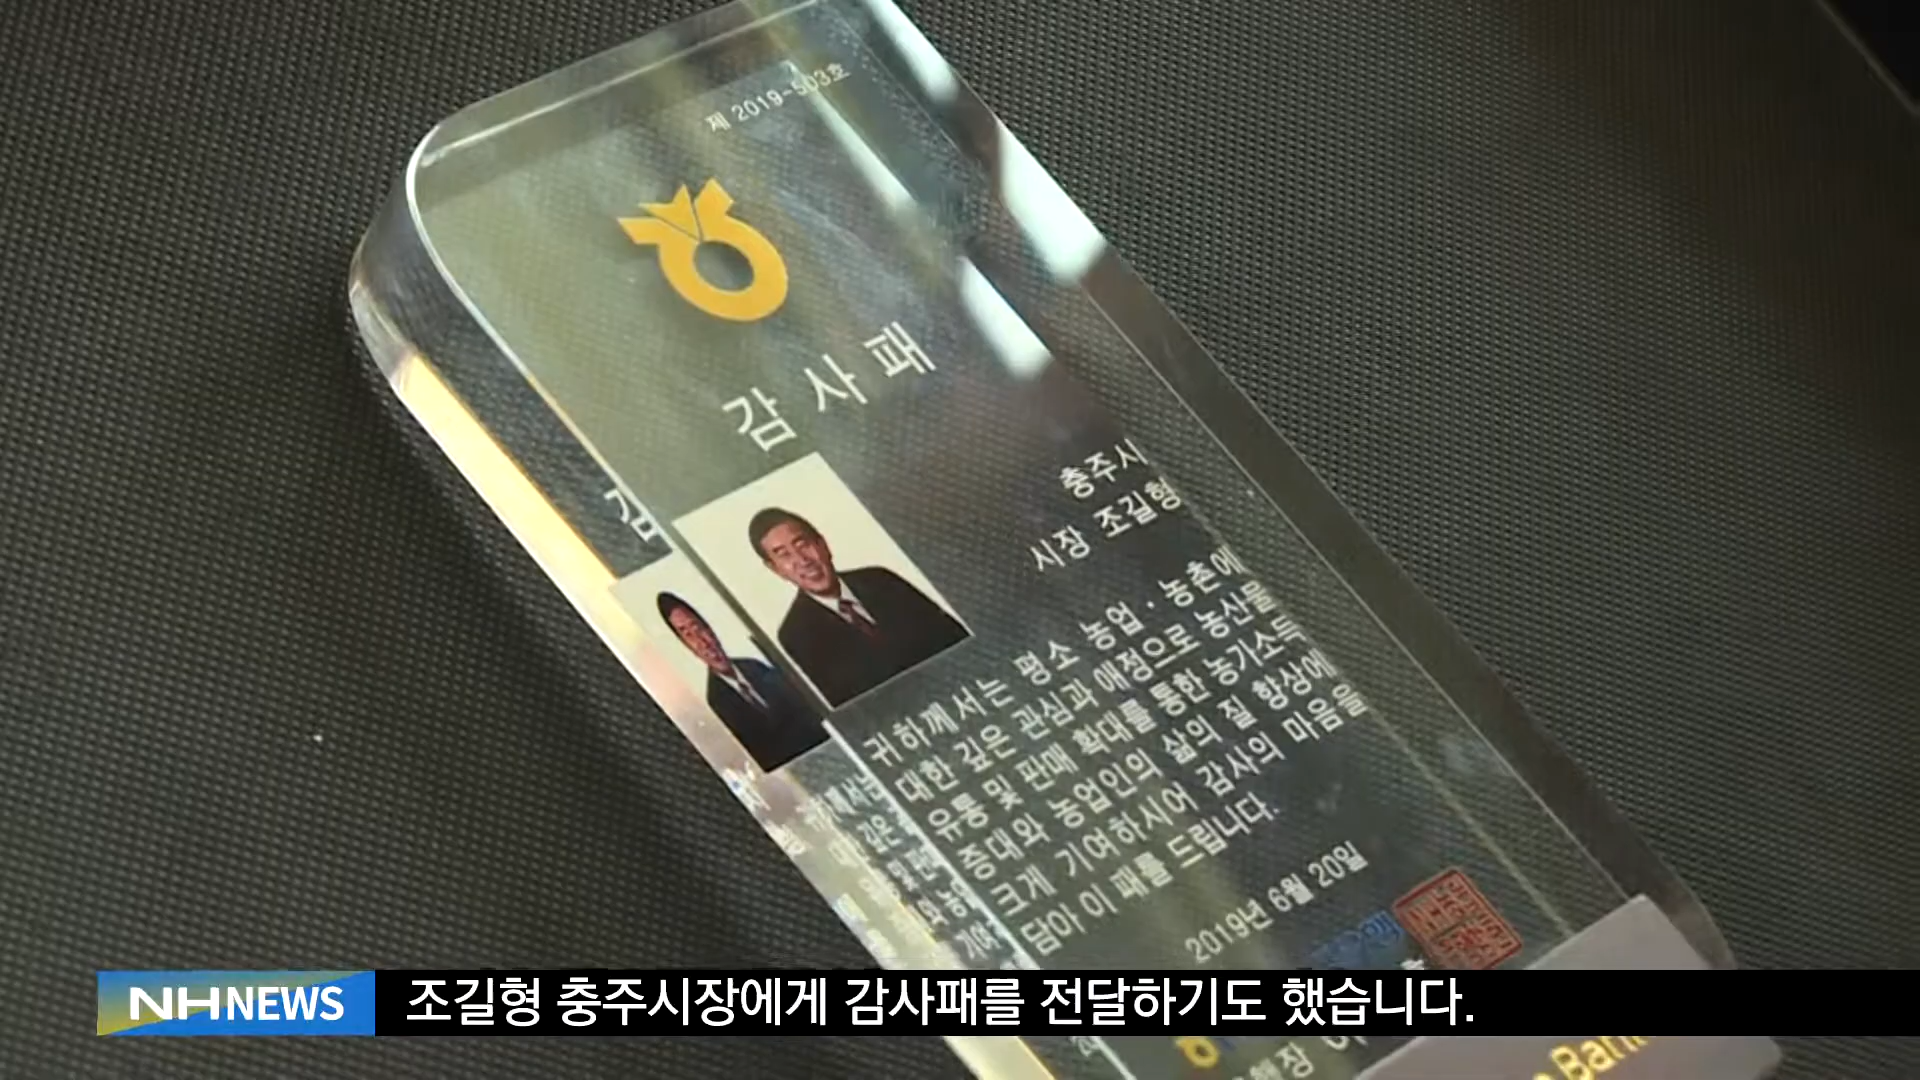 제 2019-503호
감사패
충주시
시장 조길형
귀하께서는 평소 농업·농촌에
대한 깊은 관심과 애정으로 농산물
유통 및 판매 확대를 통한 농가소득
증대와 농업인의 삶의 질 향상에
크게 기여하시어 감사의 마음을
담아 이 패를 드립니다.
2019년 6월 20일
NHNEWS 조길형 충주시장에게 감사패를 전달하기도 했습니다.